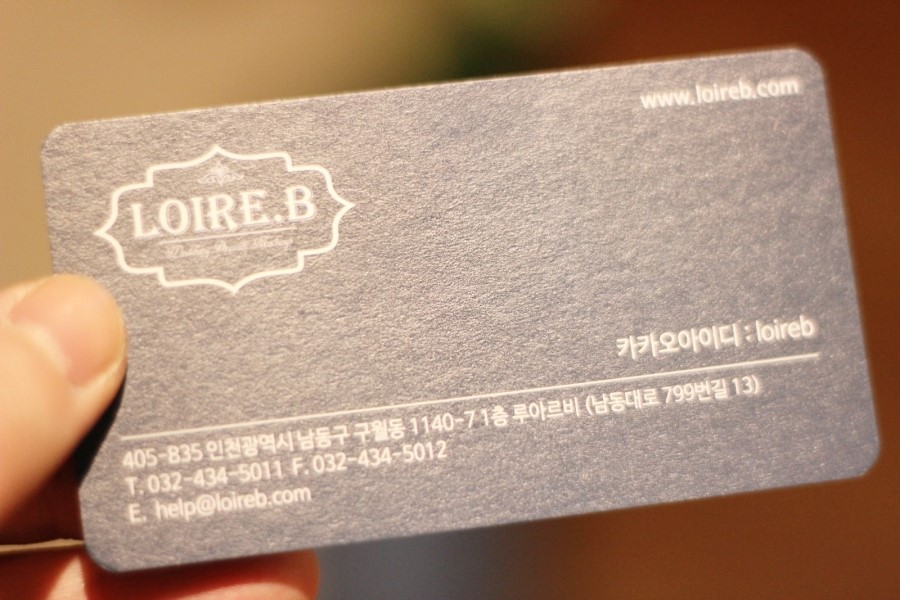 www.loireb.com
LOIRE.B
카카오아이디 : loireb
405-835 인천광역시 남동구 구월동 1140-7 1층 루아르비 (남동대로 799번길 13)
T. 032-434-5011 F. 032-434-5012
E. help@loireb.com